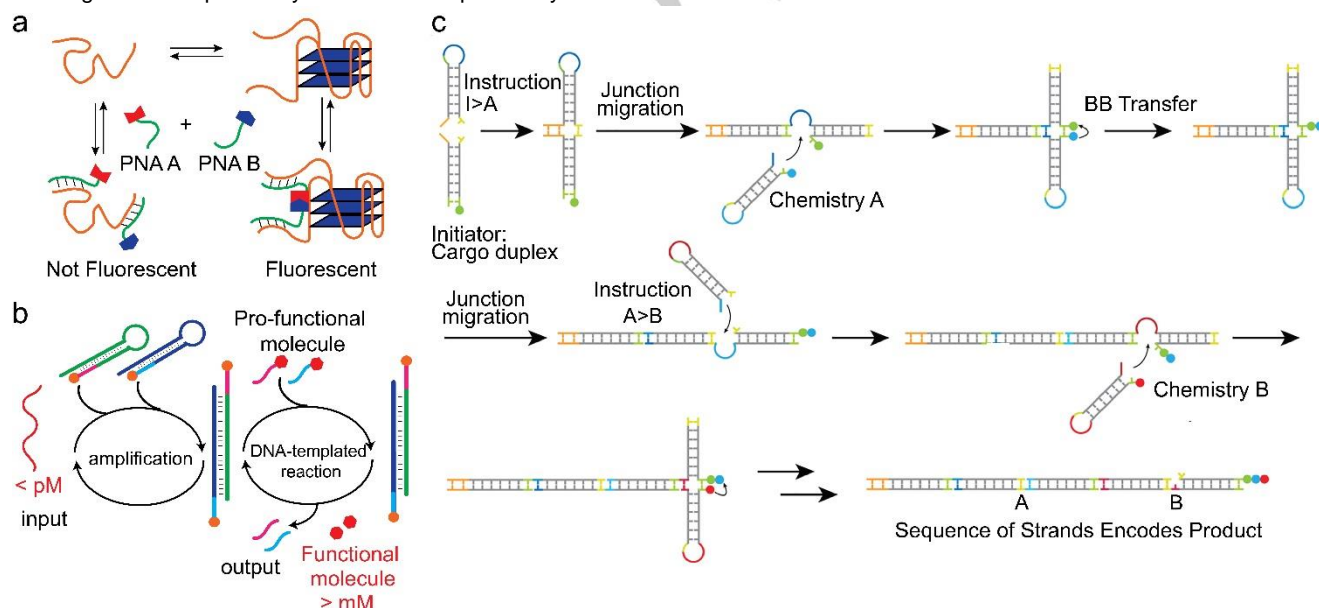 a
PNA A
+
PNA B
Not Fluorescent
Fluorescent
b
Pro-functional
molecule
amplification
DNA-templated
reaction
< pM
input
output
Functional
molecule
> mM
c
Instruction
I>A
Junction
migration
Chemistry A
BB Transfer
Initiator:
Cargo duplex
Junction
migration
Instruction
A>B
Chemistry B
A
B
Sequence of Strands Encodes Product